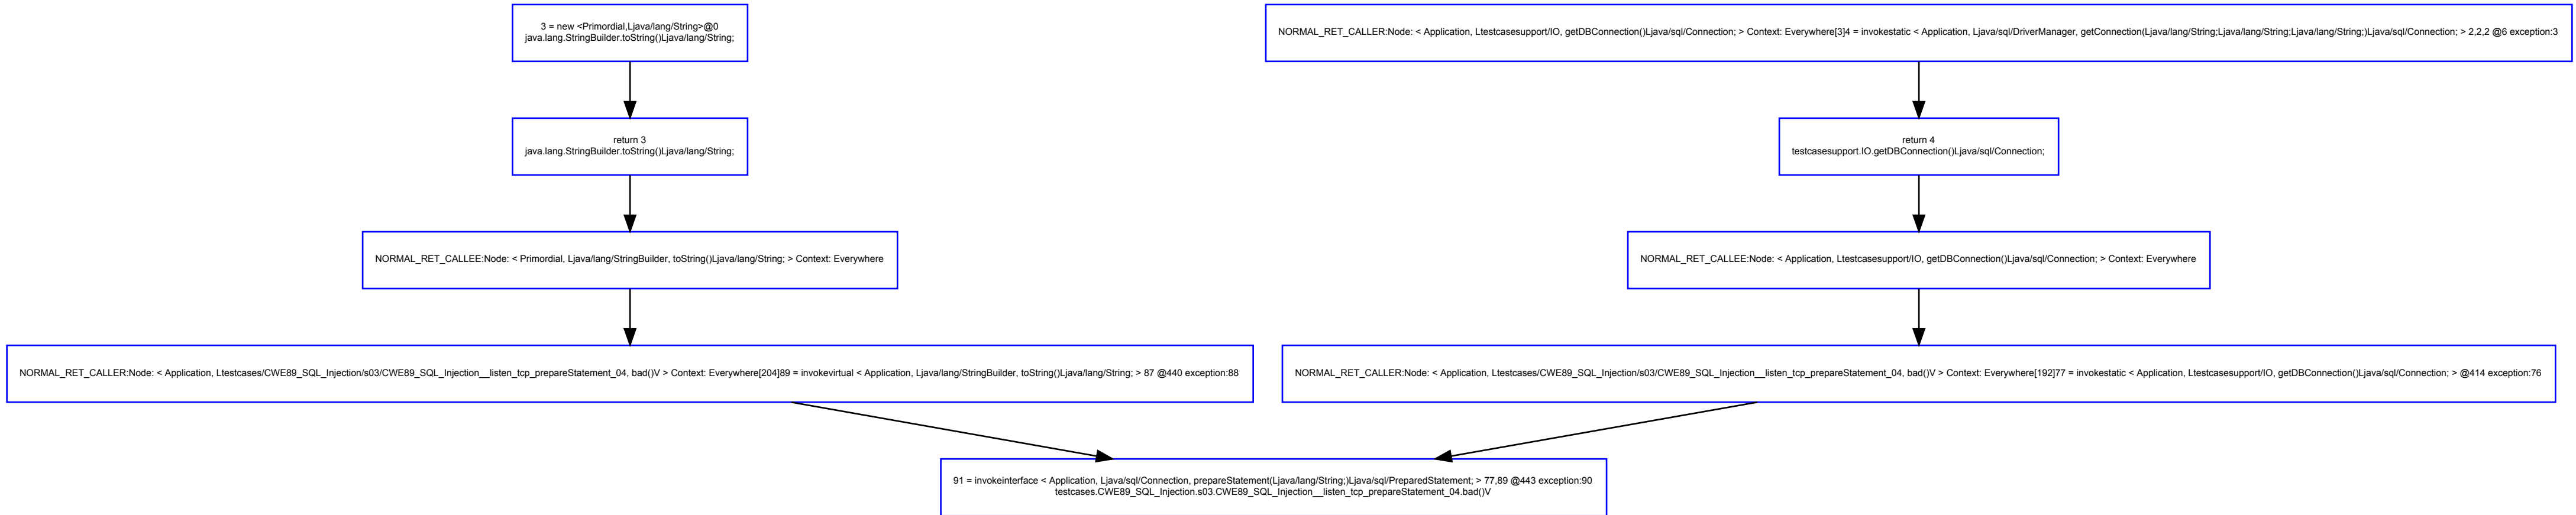 3 = new <Primordial,Ljava/lang/String>@0
java.lang.StringBuilder.toString()Ljava/lang/String;
NORMAL_RET_CALLER:Node: < Application, Ltestcasesupport/IO, getDBConnection()Ljava/sql/Connection; > Context: Everywhere[3]4 = invokestatic < Application, Ljava/sql/DriverManager, getConnection(Ljava/lang/String;Ljava/lang/String;Ljava/lang/String;)Ljava/sql/Connection; > 2,2,2 @6 exception:3
return 3
java.lang.StringBuilder.toString()Ljava/lang/String;
return 4
testcasesupport.IO.getDBConnection()Ljava/sql/Connection;
NORMAL_RET_CALLEE:Node: < Primordial, Ljava/lang/StringBuilder, toString()Ljava/lang/String; > Context: Everywhere
NORMAL_RET_CALLEE:Node: < Application, Ltestcasesupport/IO, getDBConnection()Ljava/sql/Connection; > Context: Everywhere
NORMAL_RET_CALLER:Node: < Application, Ltestcases/CWE89_SQL_Injection/s03/CWE89_SQL_Injection__listen_tcp_prepareStatement_04, bad()V > Context: Everywhere[204]89 = invokevirtual < Application, Ljava/lang/StringBuilder, toString()Ljava/lang/String; > 87 @440 exception:88
NORMAL_RET_CALLER:Node: < Application, Ltestcases/CWE89_SQL_Injection/s03/CWE89_SQL_Injection__listen_tcp_prepareStatement_04, bad()V > Context: Everywhere[192]77 = invokestatic < Application, Ltestcasesupport/IO, getDBConnection()Ljava/sql/Connection; > @414 exception:76
91 = invokeinterface < Application, Ljava/sql/Connection, prepareStatement(Ljava/lang/String;)Ljava/sql/PreparedStatement; > 77,89 @443 exception:90
testcases.CWE89_SQL_Injection.s03.CWE89_SQL_Injection__listen_tcp_prepareStatement_04.bad()V